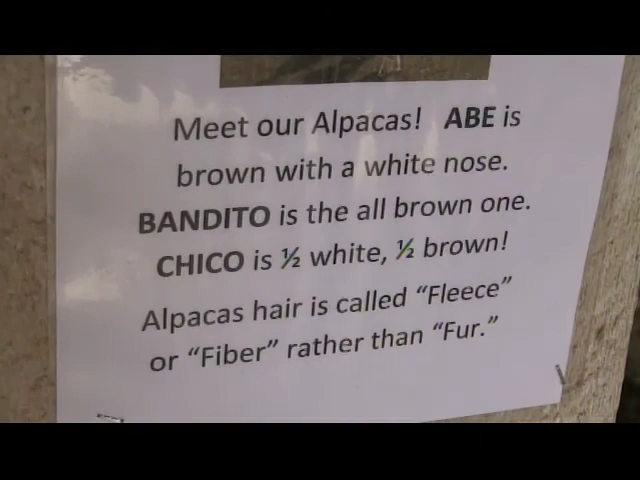 Meet our Alpacas! ABE is
brown with a white nose.
BANDITO is the all brown one.
CHICO is ½ white, ½ brown!
Alpacas hair is called “Fleece”
or “Fiber” rather than “Fur.”